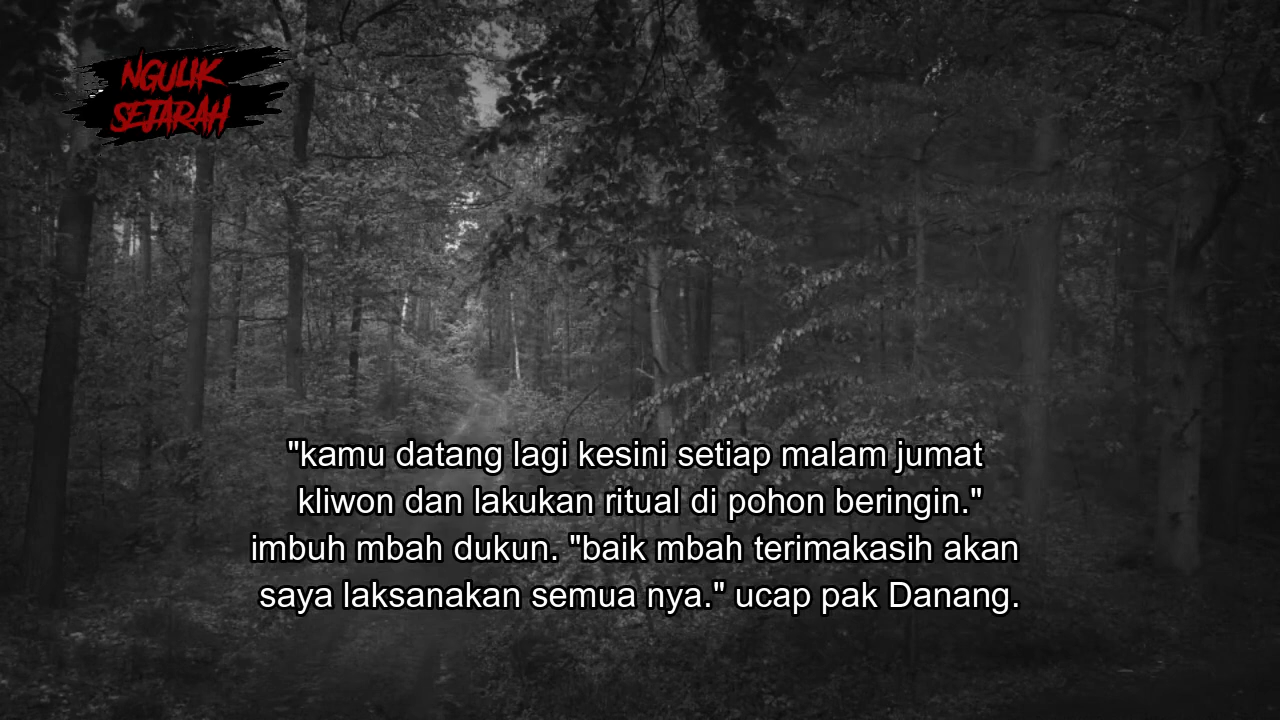 NGULIK
SEJARAH
"kamu datang lagi kesini setiap malam jumat
kliwon dan lakukan ritual di pohon beringin."
imbuh mbah dukun. "baik mbah terimakasih akan
saya laksanakan semua nya." ucap pak Danang.